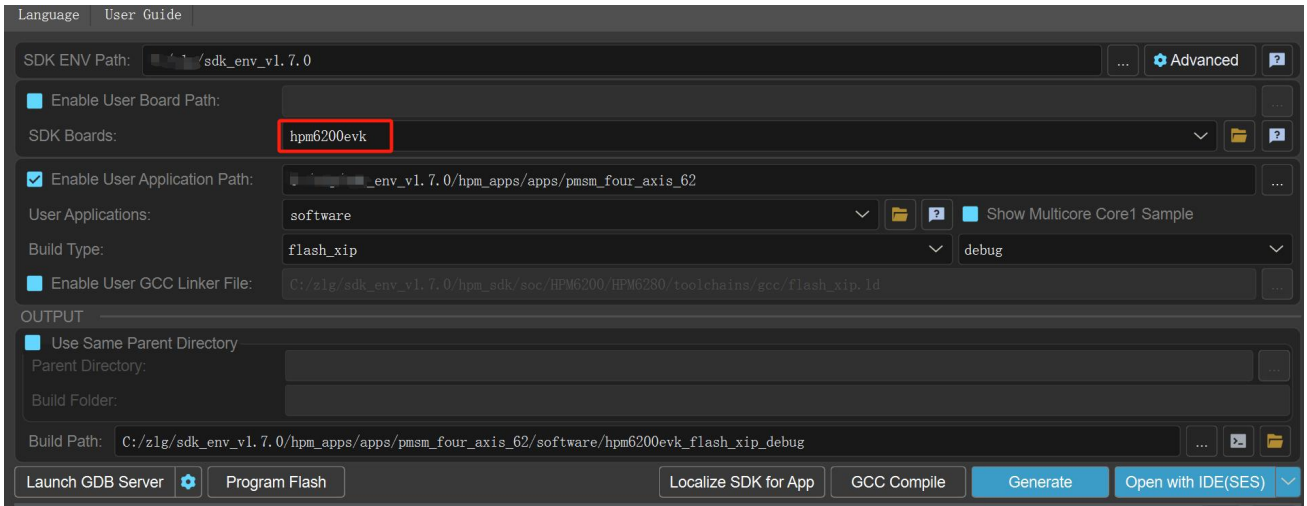 Language User Guide
SDK ENV Path: /sdk_env_v1.7.0 ... Advanced ?
Enable User Board Path: ...
SDK Boards: hpm6200evk ?
Enable User Application Path: _env_v1.7.0/hpm_apps/apps/pmsm_four_axis_62 ...
User Applications: software ? Show Multicore Core1 Sample
Build Type: flash_xip debug
Enable User GCC Linker File: C:/zlg/sdk_env_v1.7.0/hpm_sdk/soc/HPM6200/HPM6280/toolchains/gcc/flash_xip.ld ...
OUTPUT
Use Same Parent Directory
Parent Directory: ...
Build Folder:
Build Path: C:/zlg/sdk_env_v1.7.0/hpm_apps/apps/pmsm_four_axis_62/software/hpm6200evk_flash_xip_debug ...
Launch GDB Server Program Flash Localize SDK for App GCC Compile Generate Open with IDE(SES)